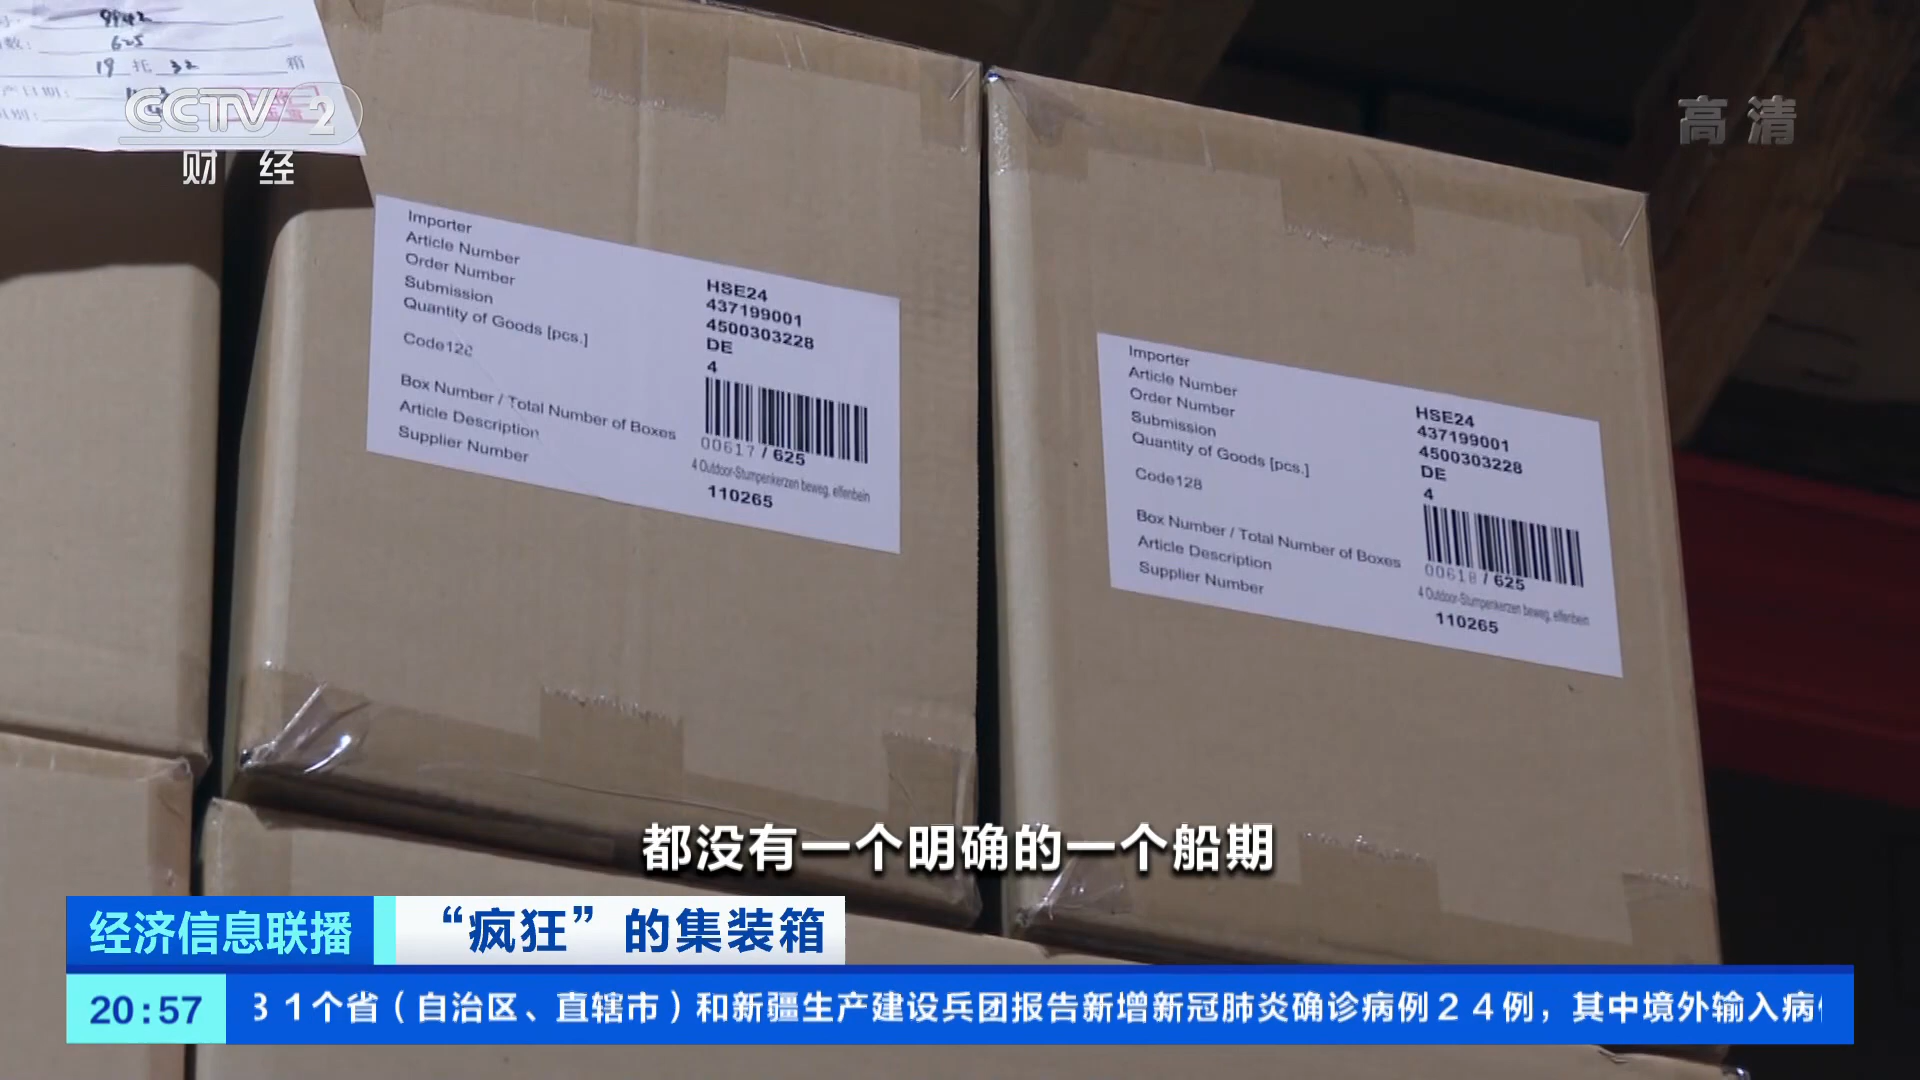 9942
625
19 托 32 箱
CCTV 2
财 经
高 清
Importer
Article Number
Order Number
Submission
Quantity of Goods [pcs.]
Code128
Box Number / Total Number of Boxes
Article Description
Supplier Number
HSE24
437199001
4500303228
DE
4
00617 / 625
4 Outdoor-Stumpenkerzen beweg, elfenbein
110265
Importer
Article Number
Order Number
Submission
Quantity of Goods [pcs.]
Code128
Box Number / Total Number of Boxes
Article Description
Supplier Number
HSE24
437199001
4500303228
DE
4
00618 / 625
4 Outdoor-Stumpenkerzen beweg, elfenbein
110265
都没有一个明确的一个船期
经济信息联播
“疯狂”的集装箱
20:57
31个省（自治区、直辖市）和新疆生产建设兵团报告新增新冠肺炎确诊病例24例，其中境外输入病